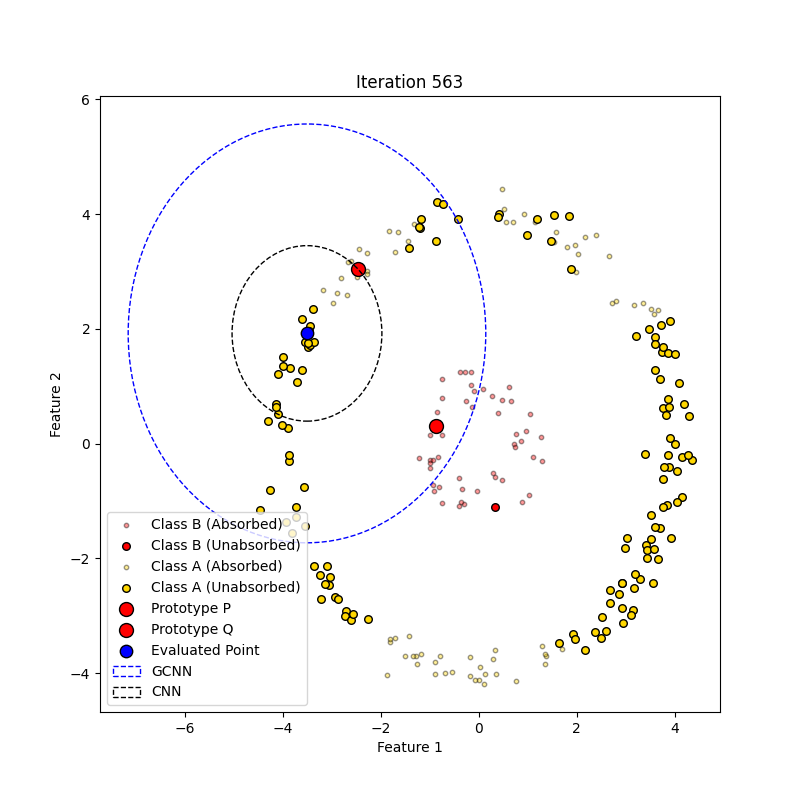 Iteration 563
6
4
2
0
−2
−4
Feature 2
Class B (Absorbed)
Class B (Unabsorbed)
Class A (Absorbed)
Class A (Unabsorbed)
Prototype P
Prototype Q
Evaluated Point
GCNN
CNN
−6 −4 −2 0 2 4
Feature 1